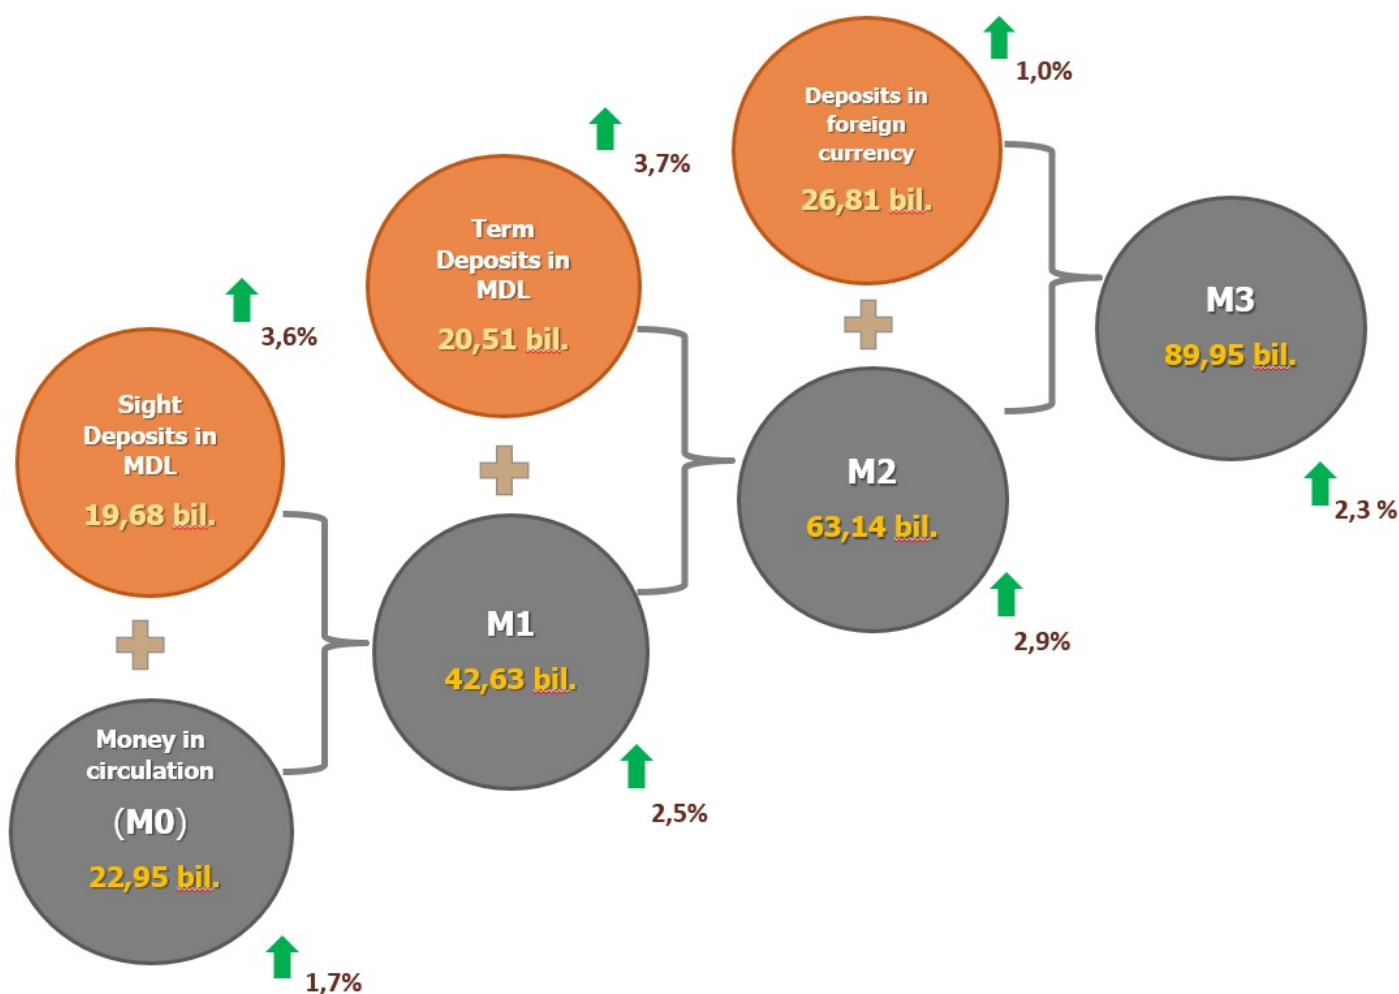 3,6%
Sight
Deposits in
MDL
19,68 bil.
Money in
circulation
(M0)
22,95 bil.
1,7%
3,7%
Term
Deposits in
MDL
20,51 bil.
M1
42,63 bil.
2,5%
1,0%
Deposits in
foreign
currency
26,81 bil.
M2
63,14 bil.
2,9%
M3
89,95 bil.
2,3 %